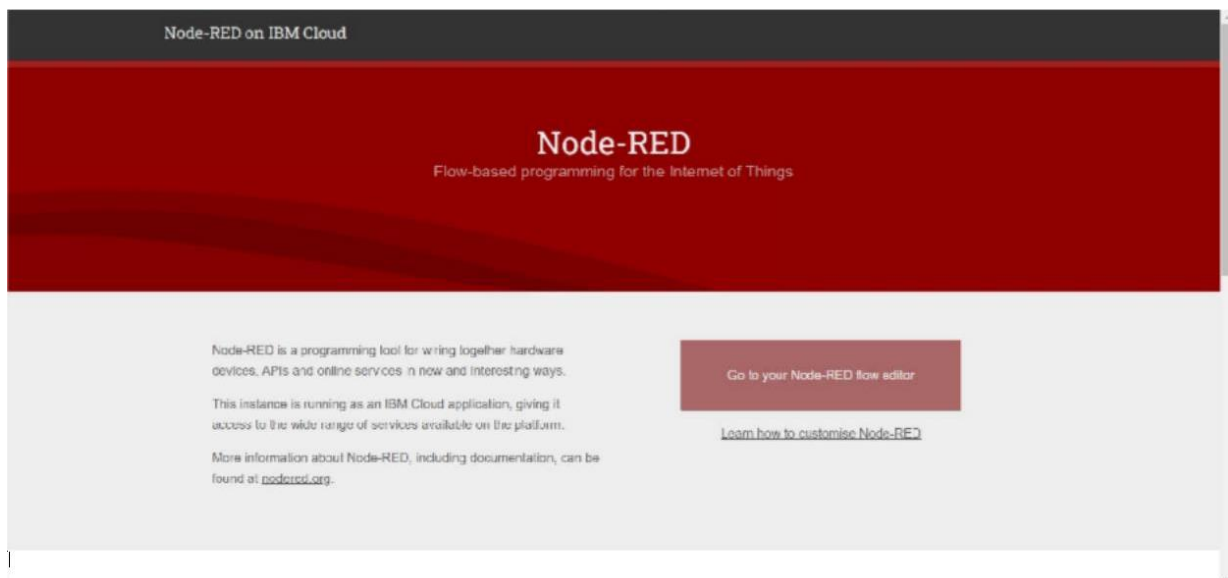 Node-RED on IBM Cloud
Node-RED
Flow-based programming for the Internet of Things
Node-RED is a programming tool for wiring together hardware
devices, APIs and online services in new and interesting ways.
This instance is running as an IBM Cloud application, giving it
access to the wide range of services available on the platform.
More information about Node-RED, including documentation, can be
found at nodered.org.
Go to your Node-RED flow editor
Learn how to customise Node-RED